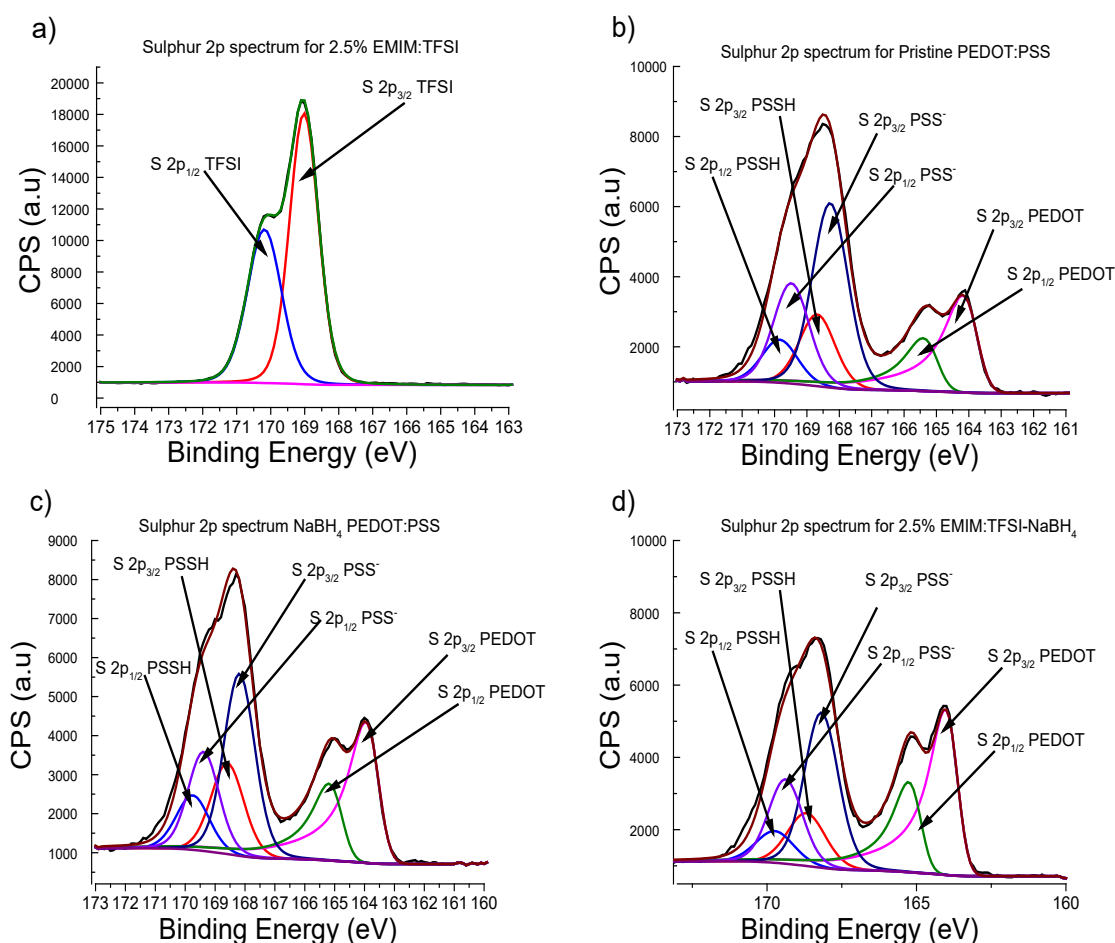 a)
Sulphur 2p spectrum for 2.5% EMIM:TFSI
20000
18000
16000
14000
12000
10000
8000
6000
4000
2000
0
CPS (a.u)
S 2p3/2 TFSI
S 2p1/2 TFSI
175 174 173 172 171 170 169 168 167 166 165 164 163
Binding Energy (eV)
b)
Sulphur 2p spectrum for Pristine PEDOT:PSS
10000
8000
6000
4000
2000
CPS (a.u)
S 2p3/2 PSSH
S 2p3/2 PSS-
S 2p1/2 PSSH
S 2p1/2 PSS-
S 2p3/2 PEDOT
S 2p1/2 PEDOT
173 172 171 170 169 168 167 166 165 164 163 162 161
Binding Energy (eV)
c)
Sulphur 2p spectrum NaBH4 PEDOT:PSS
9000
8000
7000
6000
5000
4000
3000
2000
1000
CPS (a.u)
S 2p3/2 PSSH
S 2p3/2 PSS-
S 2p1/2 PSS-
S 2p1/2 PSSH
S 2p3/2 PEDOT
S 2p1/2 PEDOT
173 172 171 170 169 168 167 166 165 164 163 162 161 160
Binding Energy (eV)
d)
Sulphur 2p spectrum for 2.5% EMIM:TFSI-NaBH4
10000
8000
6000
4000
2000
CPS (a.u)
S 2p3/2 PSSH
S 2p3/2 PSS-
S 2p1/2 PSSH
S 2p1/2 PSS-
S 2p3/2 PEDOT
S 2p1/2 PEDOT
170 165 160
Binding Energy (eV)